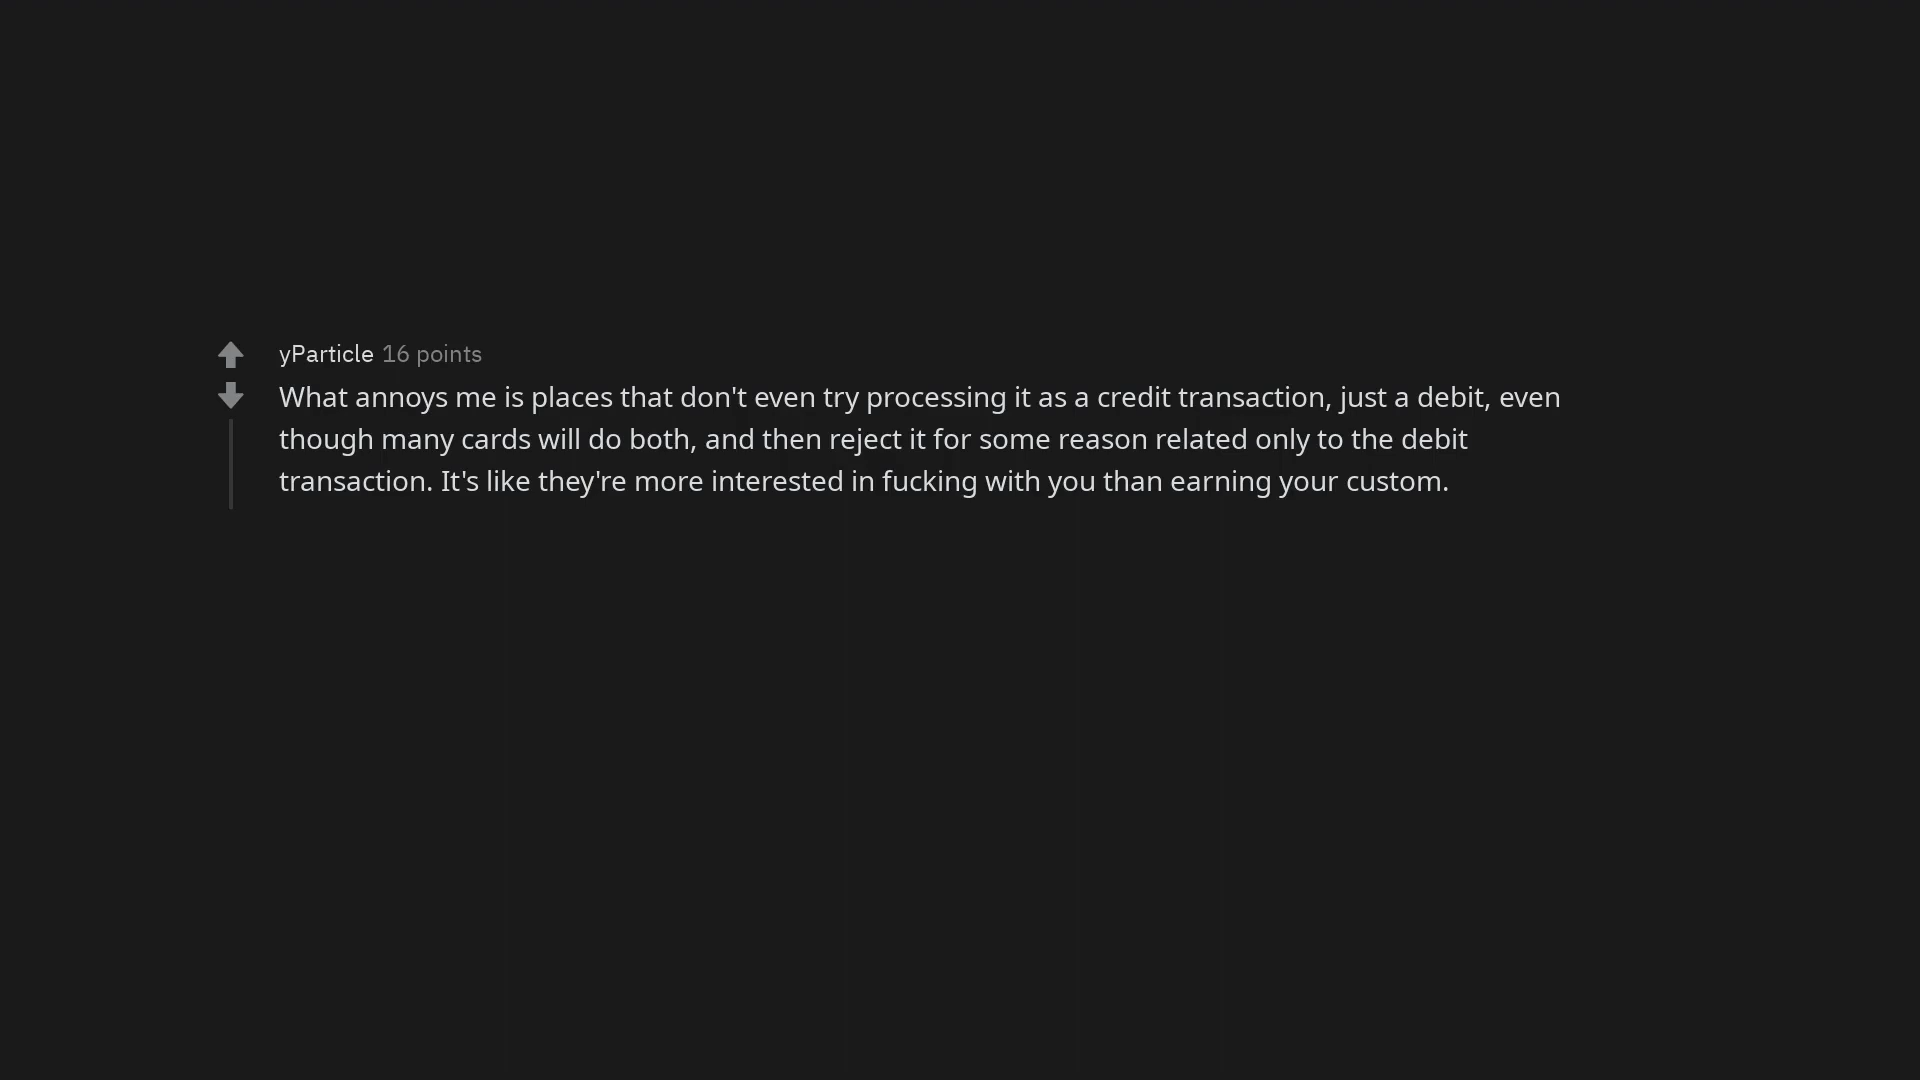 yParticle 16 points
What annoys me is places that don't even try processing it as a credit transaction, just a debit, even
though many cards will do both, and then reject it for some reason related only to the debit
transaction. It's like they're more interested in fucking with you than earning your custom.